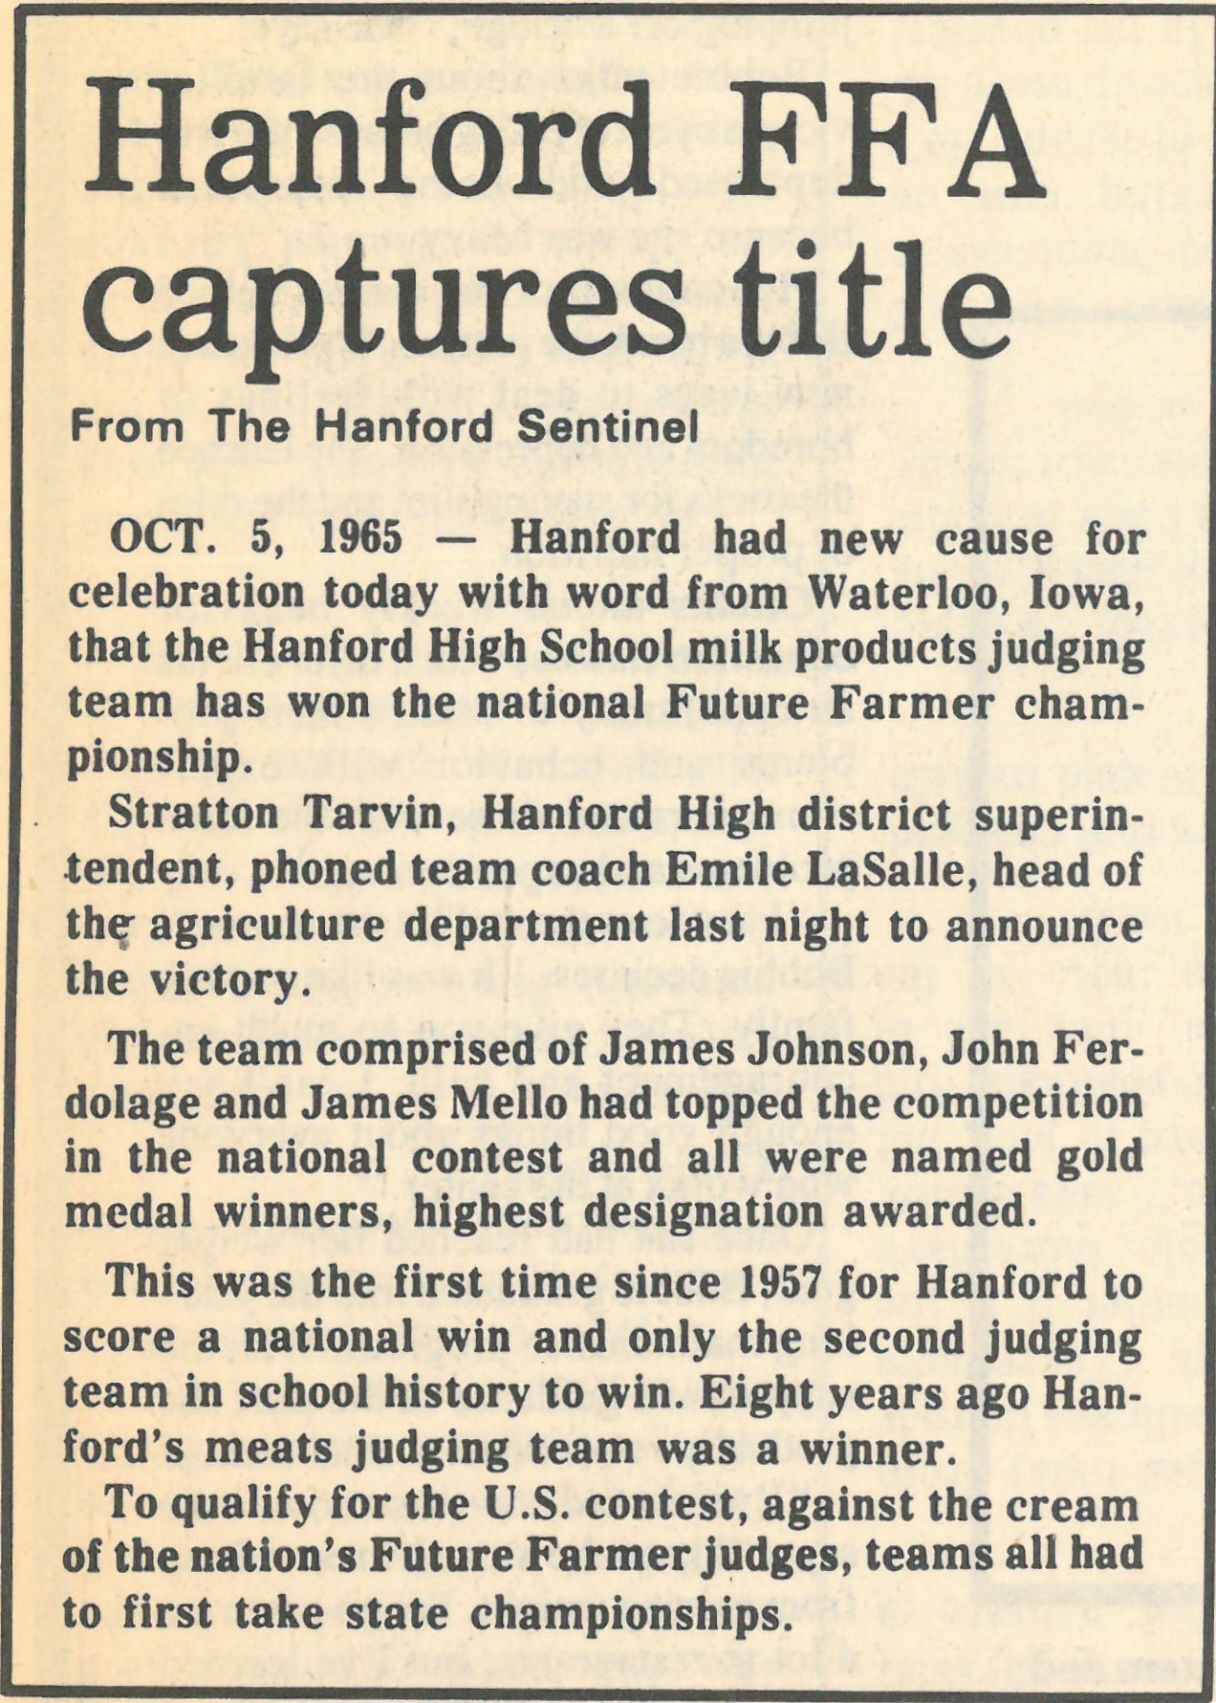 Hanford FFA
captures title
From The Hanford Sentinel
OCT. 5, 1965 — Hanford had new cause for
celebration today with word from Waterloo, Iowa,
that the Hanford High School milk products judging
team has won the national Future Farmer cham-
pionship.
Stratton Tarvin, Hanford High district superin-
tendent, phoned team coach Emile LaSalle, head of
the agriculture department last night to announce
the victory.
The team comprised of James Johnson, John Fer-
dolage and James Mello had topped the competition
in the national contest and all were named gold
medal winners, highest designation awarded.
This was the first time since 1957 for Hanford to
score a national win and only the second judging
team in school history to win. Eight years ago Han-
ford's meats judging team was a winner.
To qualify for the U.S. contest, against the cream
of the nation's Future Farmer judges, teams all had
to first take state championships.